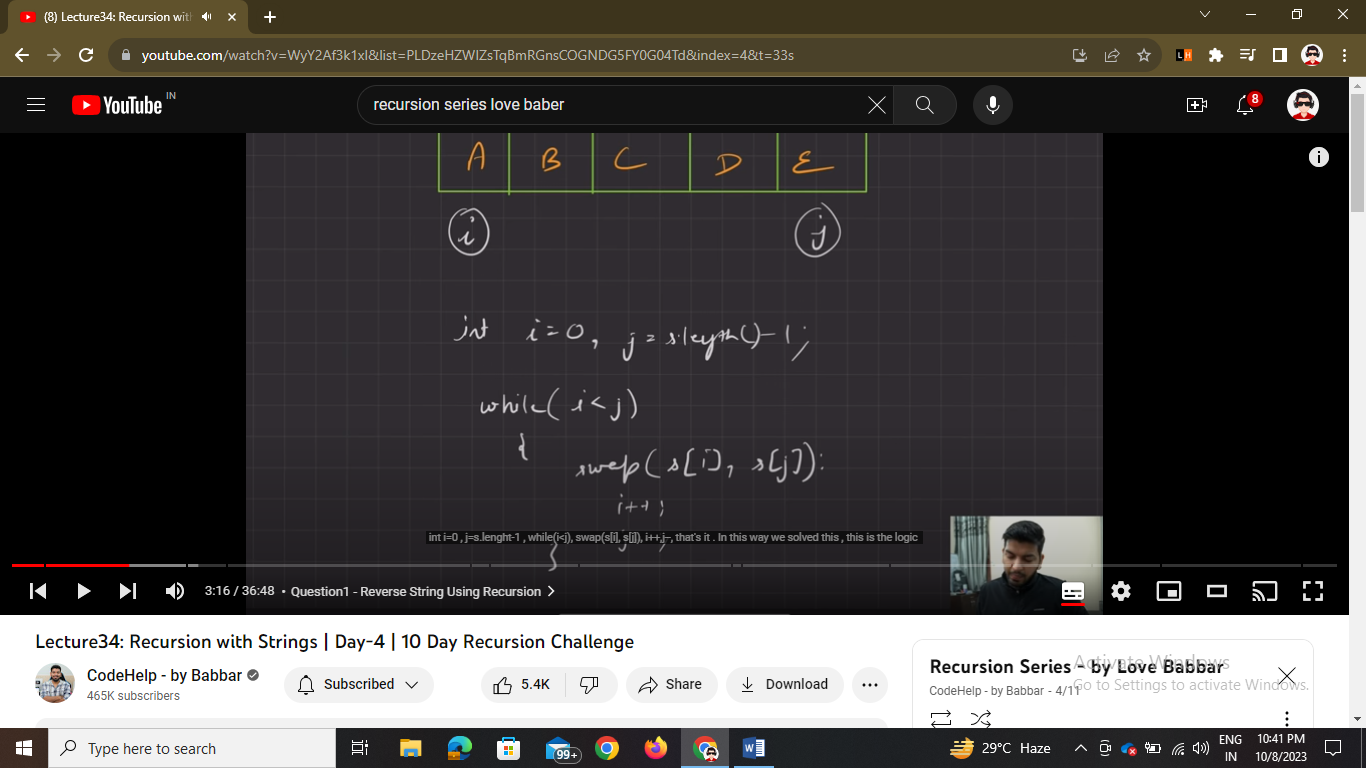 (8) Lecture34: Recursion with
youtube.com/watch?v=WyY2Af3k1xI&list=PLDzeHZWIZsTqBmRGnsCOGNDG5FY0G04Td&index=4&t=33s
LH
YouTube IN
recursion series love baber
8
A B C D E
i j
int i=0, j = s.length()-1;
while( i<j)
{
swap( s[i], s[j]);
i++;
int i=0 , j=s.lenght-1 , while(i<j), swap(s[i], s[j]), i++,j--, that's it . In this way we solved this , this is the logic
}
3:16 / 36:48 • Question1 - Reverse String Using Recursion
Lecture34: Recursion with Strings | Day-4 | 10 Day Recursion Challenge
CodeHelp - by Babbar
465K subscribers
Subscribed
5.4K
Share
Download
Recursion Series - by Love Babbar
CodeHelp - by Babbar - 4/11
Activate Windows
Go to Settings to activate Windows.
Type here to search
99+
W
29°C Haze
ENG
IN
10:41 PM
10/8/2023